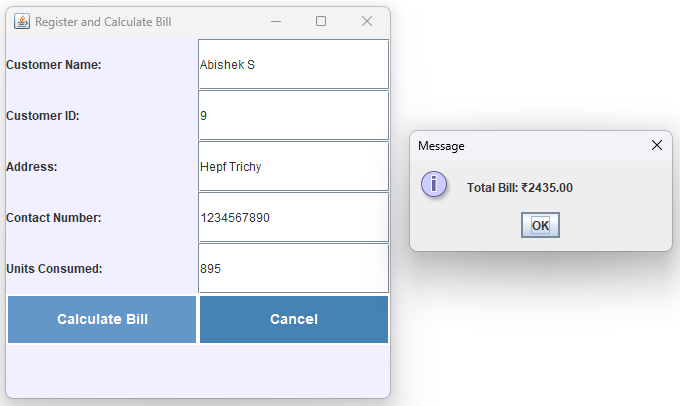 Register and Calculate Bill
Customer Name: Abishek S
Customer ID: 9
Address: Hepf Trichy
Contact Number: 1234567890
Units Consumed: 895
Calculate Bill Cancel
Message
Total Bill: ₹2435.00
OK